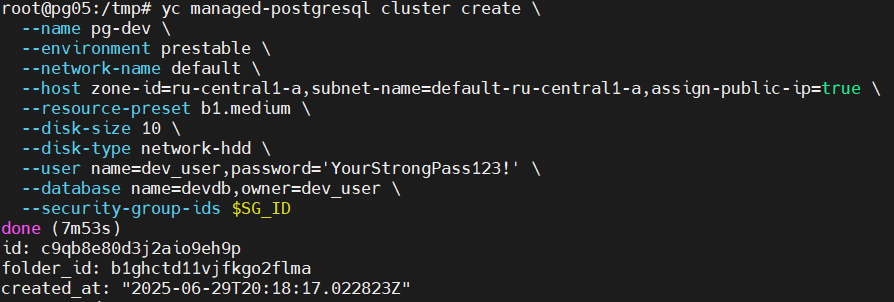 root@pg05:/tmp# yc managed-postgresql cluster create \
--name pg-dev \
--environment prestable \
--network-name default \
--host zone-id=ru-central1-a,subnet-name=default-ru-central1-a,assign-public-ip=true \
--resource-preset b1.medium \
--disk-size 10 \
--disk-type network-hdd \
--user name=dev_user,password='YourStrongPass123!' \
--database name=devdb,owner=dev_user \
--security-group-ids $SG_ID
done (7m53s)
id: c9qb8e80d3j2aio9eh9p
folder_id: b1ghctd11vjfkgo2flma
created_at: "2025-06-29T20:18:17.022823Z"